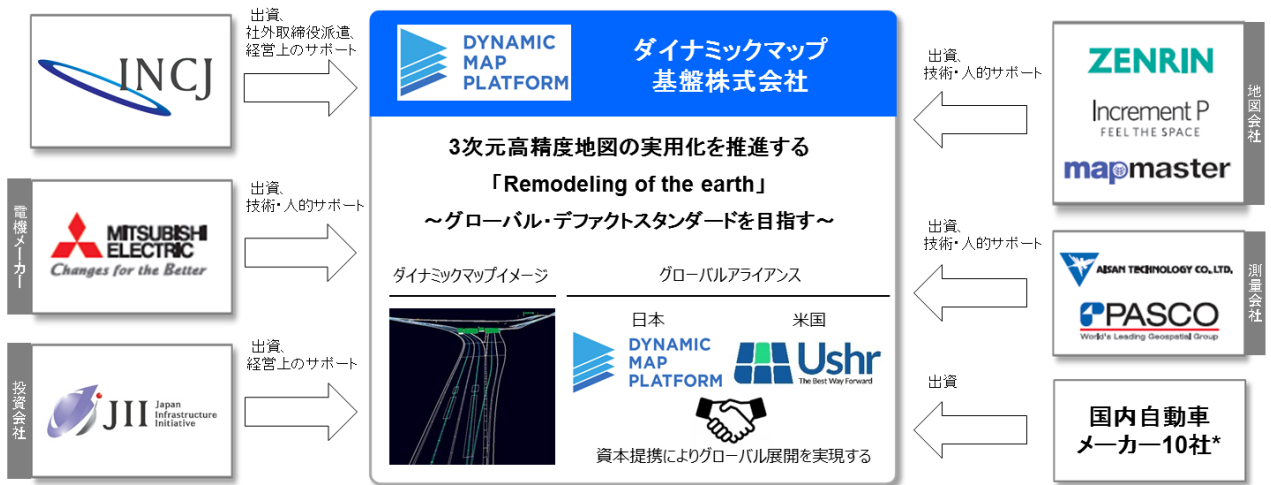 出資、
社外取締役派遣、
経営上のサポート
INCJ
電機メーカー
出資、
技術・人的サポート
MITSUBISHI
ELECTRIC
Changes for the Better
投資会社
出資、
経営上のサポート
JII
Japan
Infrastructure
Initiative
DYNAMIC
MAP
PLATFORM
ダイナミックマップ
基盤株式会社
3次元高精度地図の実用化を推進する
「Remodeling of the earth」
～グローバル・デファクトスタンダードを目指す～
ダイナミックマップイメージ
グローバルアライアンス
日本
DYNAMIC
MAP
PLATFORM
米国
Ushr
The Best Way Forward
資本提携によりグローバル展開を実現する
出資、
技術・人的サポート
ZENRIN
Increment P
FEEL THE SPACE
mapmaster
地図会社
出資、
技術・人的サポート
AISAN TECHNOLOGY CO., LTD.
PASCO
World's Leading Geospatial Group
測量会社
出資
国内自動車
メーカー10社*